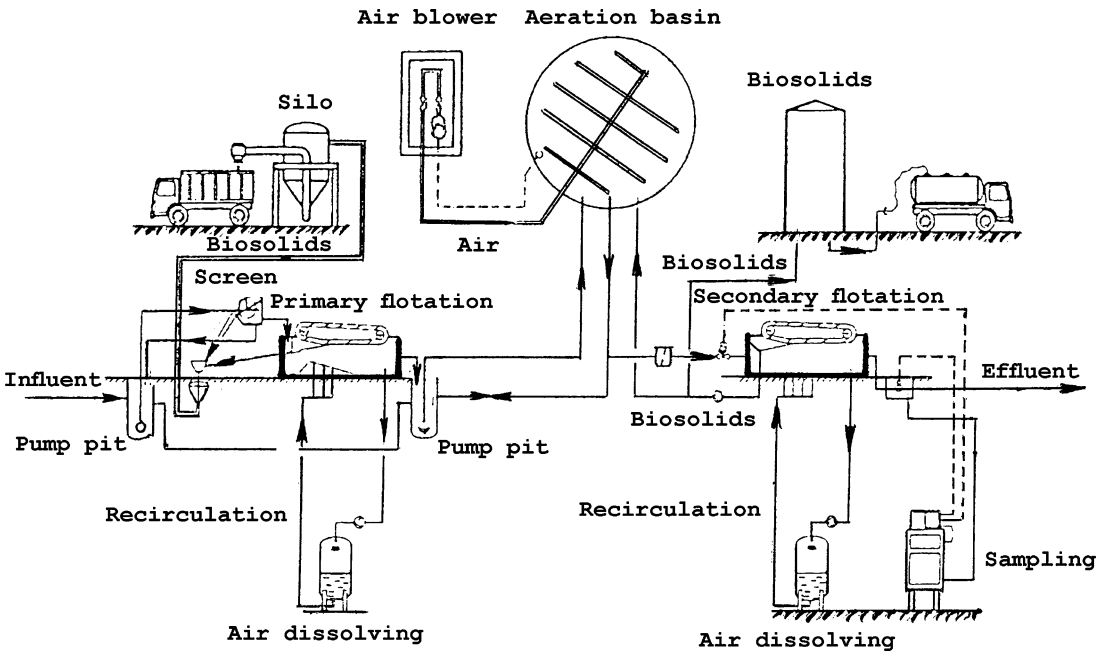 Air blower
Aeration basin
Biosolids
Silo
Biosolids
Air
Screen
Biosolids
Primary flotation
Secondary flotation
Influent
Effluent
Biosolids
Pump pit
Pump pit
Recirculation
Recirculation
Sampling
Air dissolving
Air dissolving